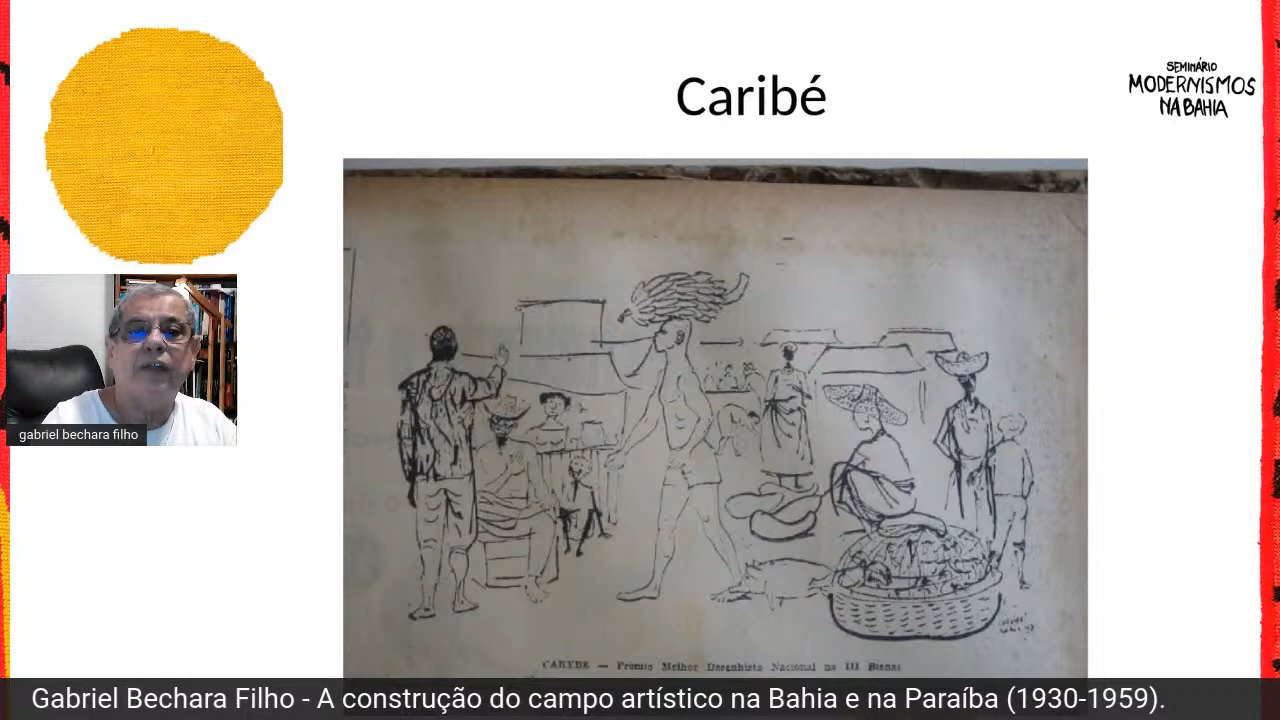 Caribé
SEMINÁRIO
MODERNISMOS
NA BAHIA
gabriel bechara filho
CARYBE — Premio Melhor Desenhista Nacional na III Bienal
Gabriel Bechara Filho - A construção do campo artístico na Bahia e na Paraíba (1930-1959).